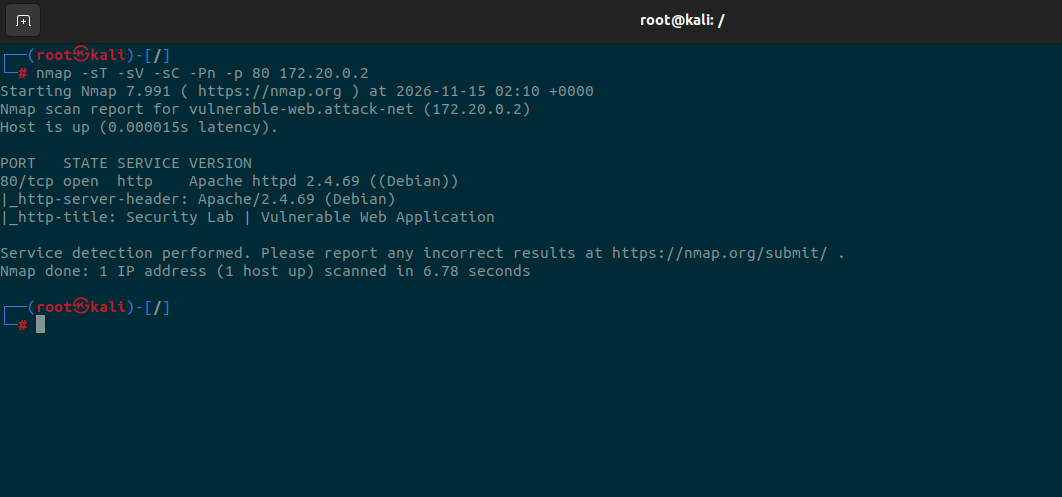 root@kali: /
┌──(root㉿kali)-[/]
└─# nmap -sT -sV -sC -Pn -p 80 172.20.0.2
Starting Nmap 7.991 ( https://nmap.org ) at 2026-11-15 02:10 +0000
Nmap scan report for vulnerable-web.attack-net (172.20.0.2)
Host is up (0.000015s latency).
PORT   STATE SERVICE VERSION
80/tcp open  http    Apache httpd 2.4.69 ((Debian))
|_http-server-header: Apache/2.4.69 (Debian)
|_http-title: Security Lab | Vulnerable Web Application
Service detection performed. Please report any incorrect results at https://nmap.org/submit/ .
Nmap done: 1 IP address (1 host up) scanned in 6.78 seconds
┌──(root㉿kali)-[/]
└─#